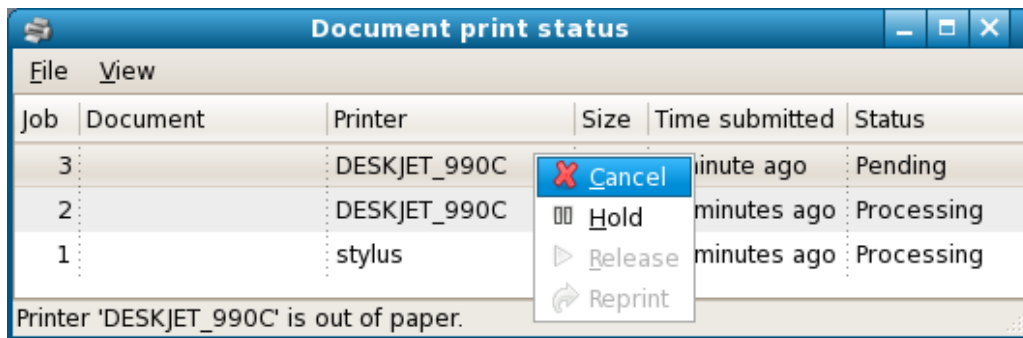 Document print status
File View
Job Document Printer Size Time submitted Status
3 DESKJET_990C Cancel ago Pending
2 DESKJET_990C Hold minutes ago Processing
1 stylus Release minutes ago Processing
Reprint
Printer 'DESKJET_990C' is out of paper.